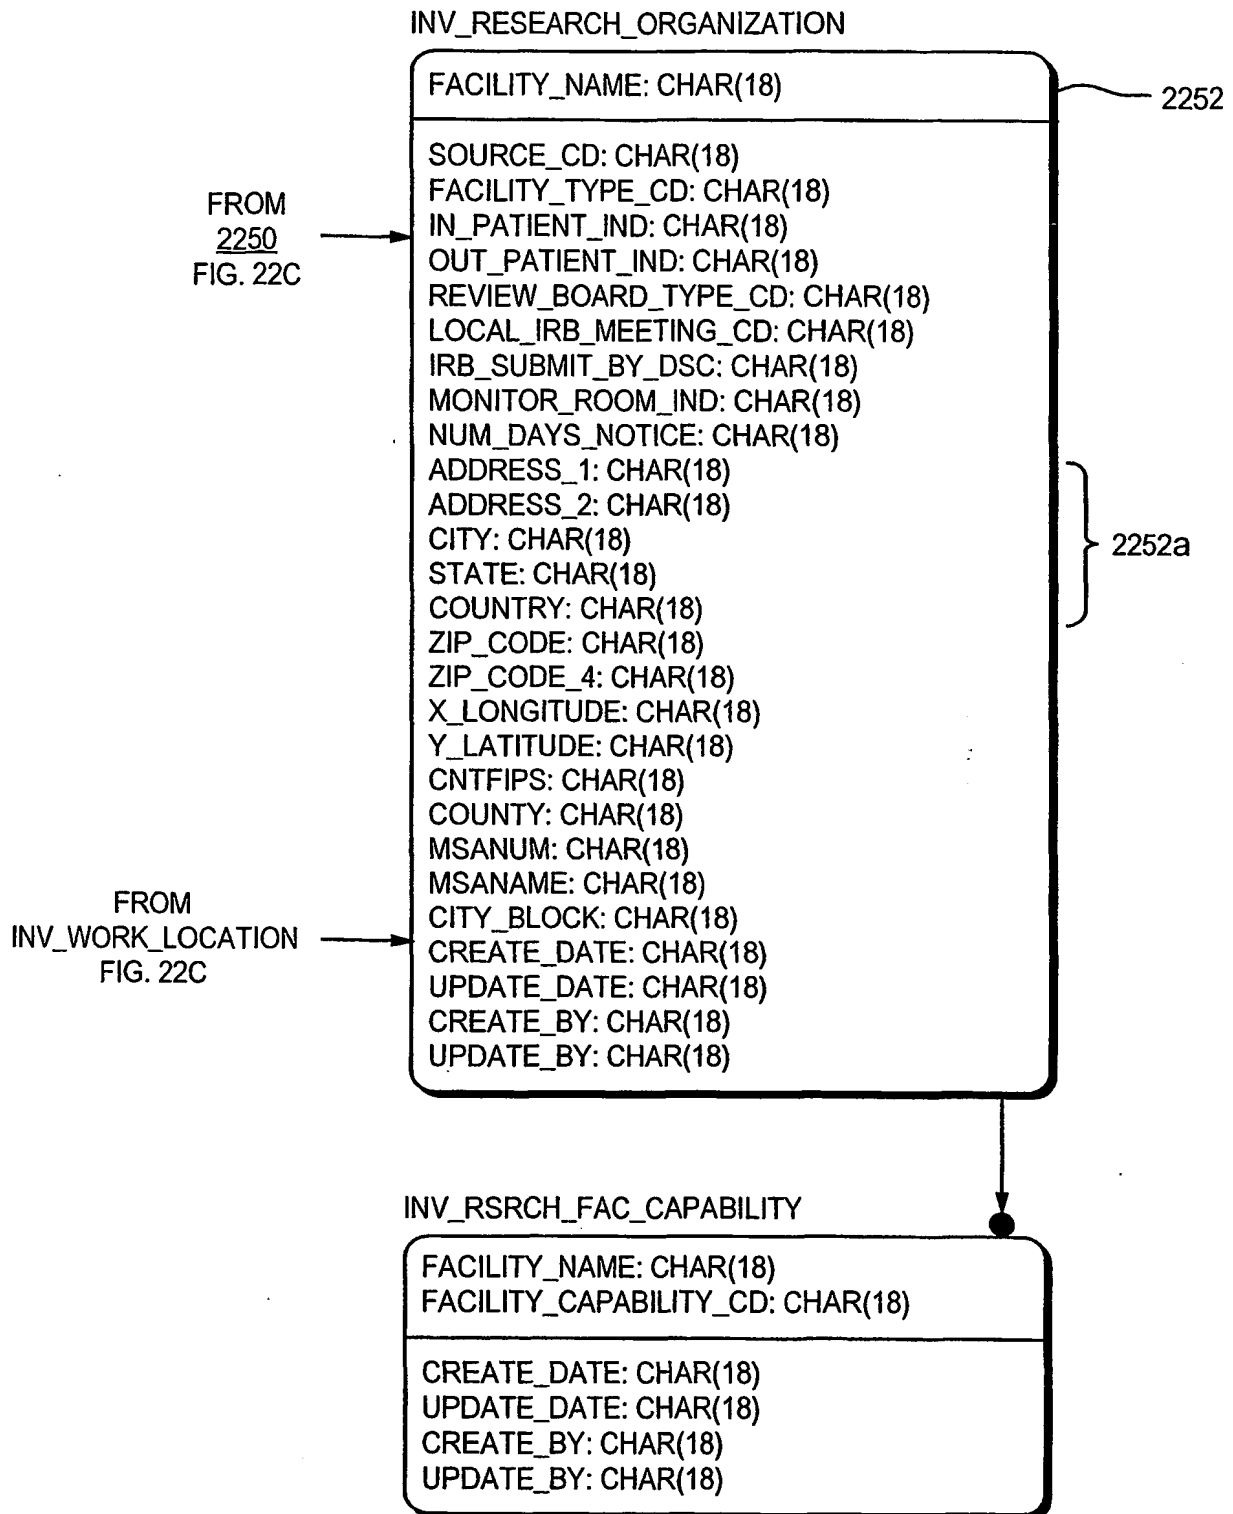 INV_RESEARCH_ORGANIZATION
FACILITY_NAME: CHAR(18)
2252
SOURCE_CD: CHAR(18)
FACILITY_TYPE_CD: CHAR(18)
IN_PATIENT_IND: CHAR(18)
OUT_PATIENT_IND: CHAR(18)
REVIEW_BOARD_TYPE_CD: CHAR(18)
LOCAL_IRB_MEETING_CD: CHAR(18)
IRB_SUBMIT_BY_DSC: CHAR(18)
MONITOR_ROOM_IND: CHAR(18)
NUM_DAYS_NOTICE: CHAR(18)
ADDRESS_1: CHAR(18)
ADDRESS_2: CHAR(18)
CITY: CHAR(18)
STATE: CHAR(18)
COUNTRY: CHAR(18)
ZIP_CODE: CHAR(18)
ZIP_CODE_4: CHAR(18)
X_LONGITUDE: CHAR(18)
Y_LATITUDE: CHAR(18)
CNTFIPS: CHAR(18)
COUNTY: CHAR(18)
MSANUM: CHAR(18)
MSANAME: CHAR(18)
CITY_BLOCK: CHAR(18)
CREATE_DATE: CHAR(18)
UPDATE_DATE: CHAR(18)
CREATE_BY: CHAR(18)
UPDATE_BY: CHAR(18)
FROM
2250
FIG. 22C
2252a
FROM
INV_WORK_LOCATION
FIG. 22C
INV_RSRCH_FAC_CAPABILITY
FACILITY_NAME: CHAR(18)
FACILITY_CAPABILITY_CD: CHAR(18)
CREATE_DATE: CHAR(18)
UPDATE_DATE: CHAR(18)
CREATE_BY: CHAR(18)
UPDATE_BY: CHAR(18)